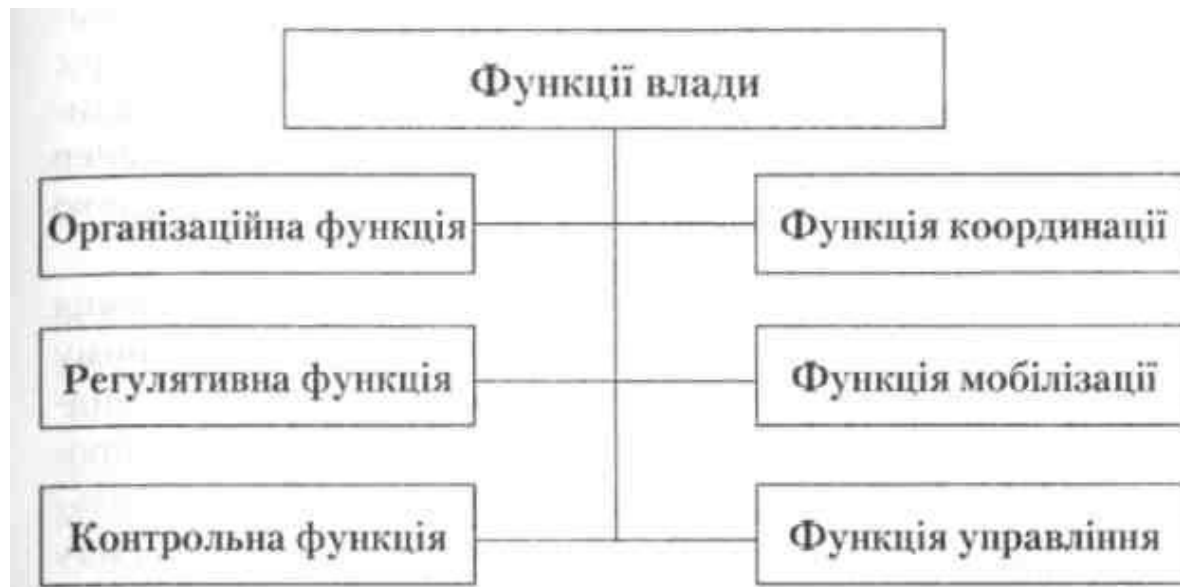 Функції влади
Організаційна функція
Функція координації
Регулятивна функція
Функція мобілізації
Контрольна функція
Функція управління